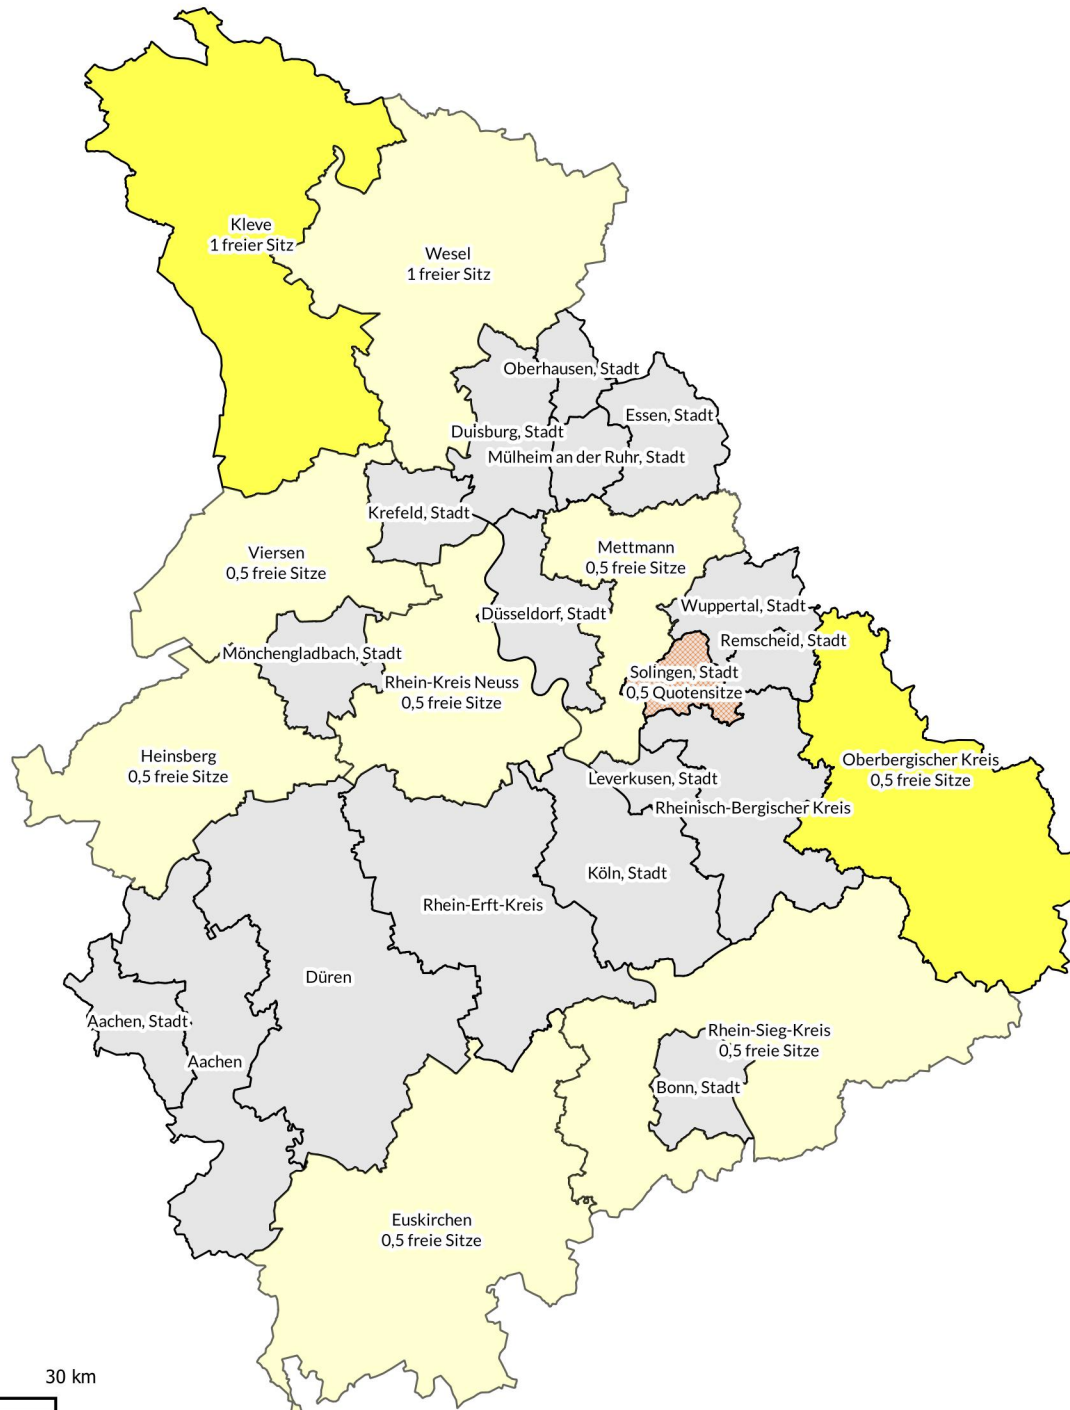 Kleve
1 freier Sitz
Wesel
1 freier Sitz
Oberhausen, Stadt
Essen, Stadt
Duisburg, Stadt
Mülheim an der Ruhr, Stadt
Krefeld, Stadt
Viersen
0,5 freie Sitze
Mettmann
0,5 freie Sitze
Düsseldorf, Stadt
Wuppertal, Stadt
Remscheid, Stadt
Mönchengladbach, Stadt
Solingen, Stadt
0,5 Quotensitze
Rhein-Kreis Neuss
0,5 freie Sitze
Heinsberg
0,5 freie Sitze
Oberbergischer Kreis
0,5 freie Sitze
Leverkusen, Stadt
Rheinisch-Bergischer Kreis
Köln, Stadt
Rhein-Erft-Kreis
Düren
Aachen, Stadt
Aachen
Rhein-Sieg-Kreis
0,5 freie Sitze
Bonn, Stadt
Euskirchen
0,5 freie Sitze
30 km